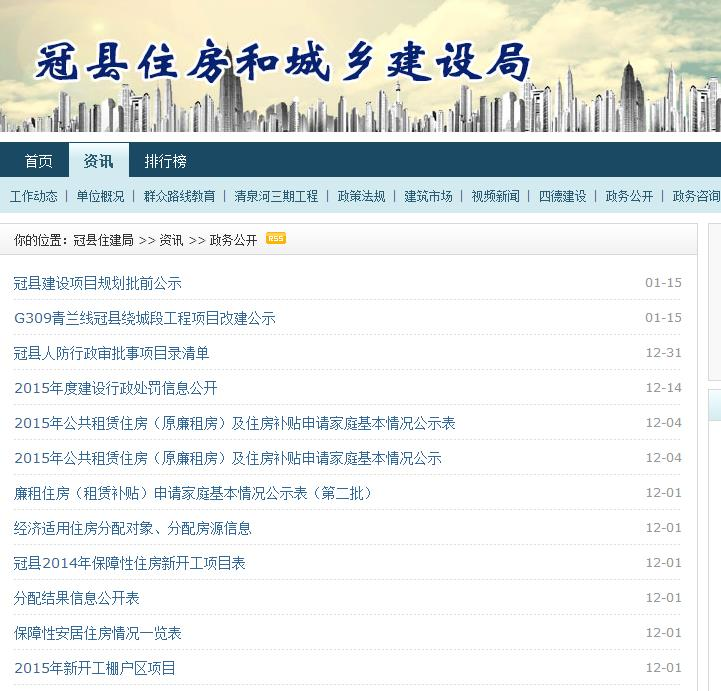 冠县住房和城乡建设局
首页 资讯 排行榜
工作动态 | 单位概况 | 群众路线教育 | 清泉河三期工程 | 政策法规 | 建筑市场 | 视频新闻 | 四德建设 | 政务公开 | 政务咨询
你的位置：冠县住建局 >> 资讯 >> 政务公开 RSS
冠县建设项目规划批前公示 01-15
G309青兰线冠县绕城段工程项目改建公示 01-15
冠县人防行政审批事项目录清单 12-31
2015年度建设行政处罚信息公开 12-14
2015年公共租赁住房（原廉租房）及住房补贴申请家庭基本情况公示表 12-04
2015年公共租赁住房（原廉租房）及住房补贴申请家庭基本情况公示 12-04
廉租住房（租赁补贴）申请家庭基本情况公示表（第二批） 12-01
经济适用住房分配对象、分配房源信息 12-01
冠县2014年保障性住房新开工项目表 12-01
分配结果信息公开表 12-01
保障性安居住房情况一览表 12-01
2015年新开工棚户区项目 12-01